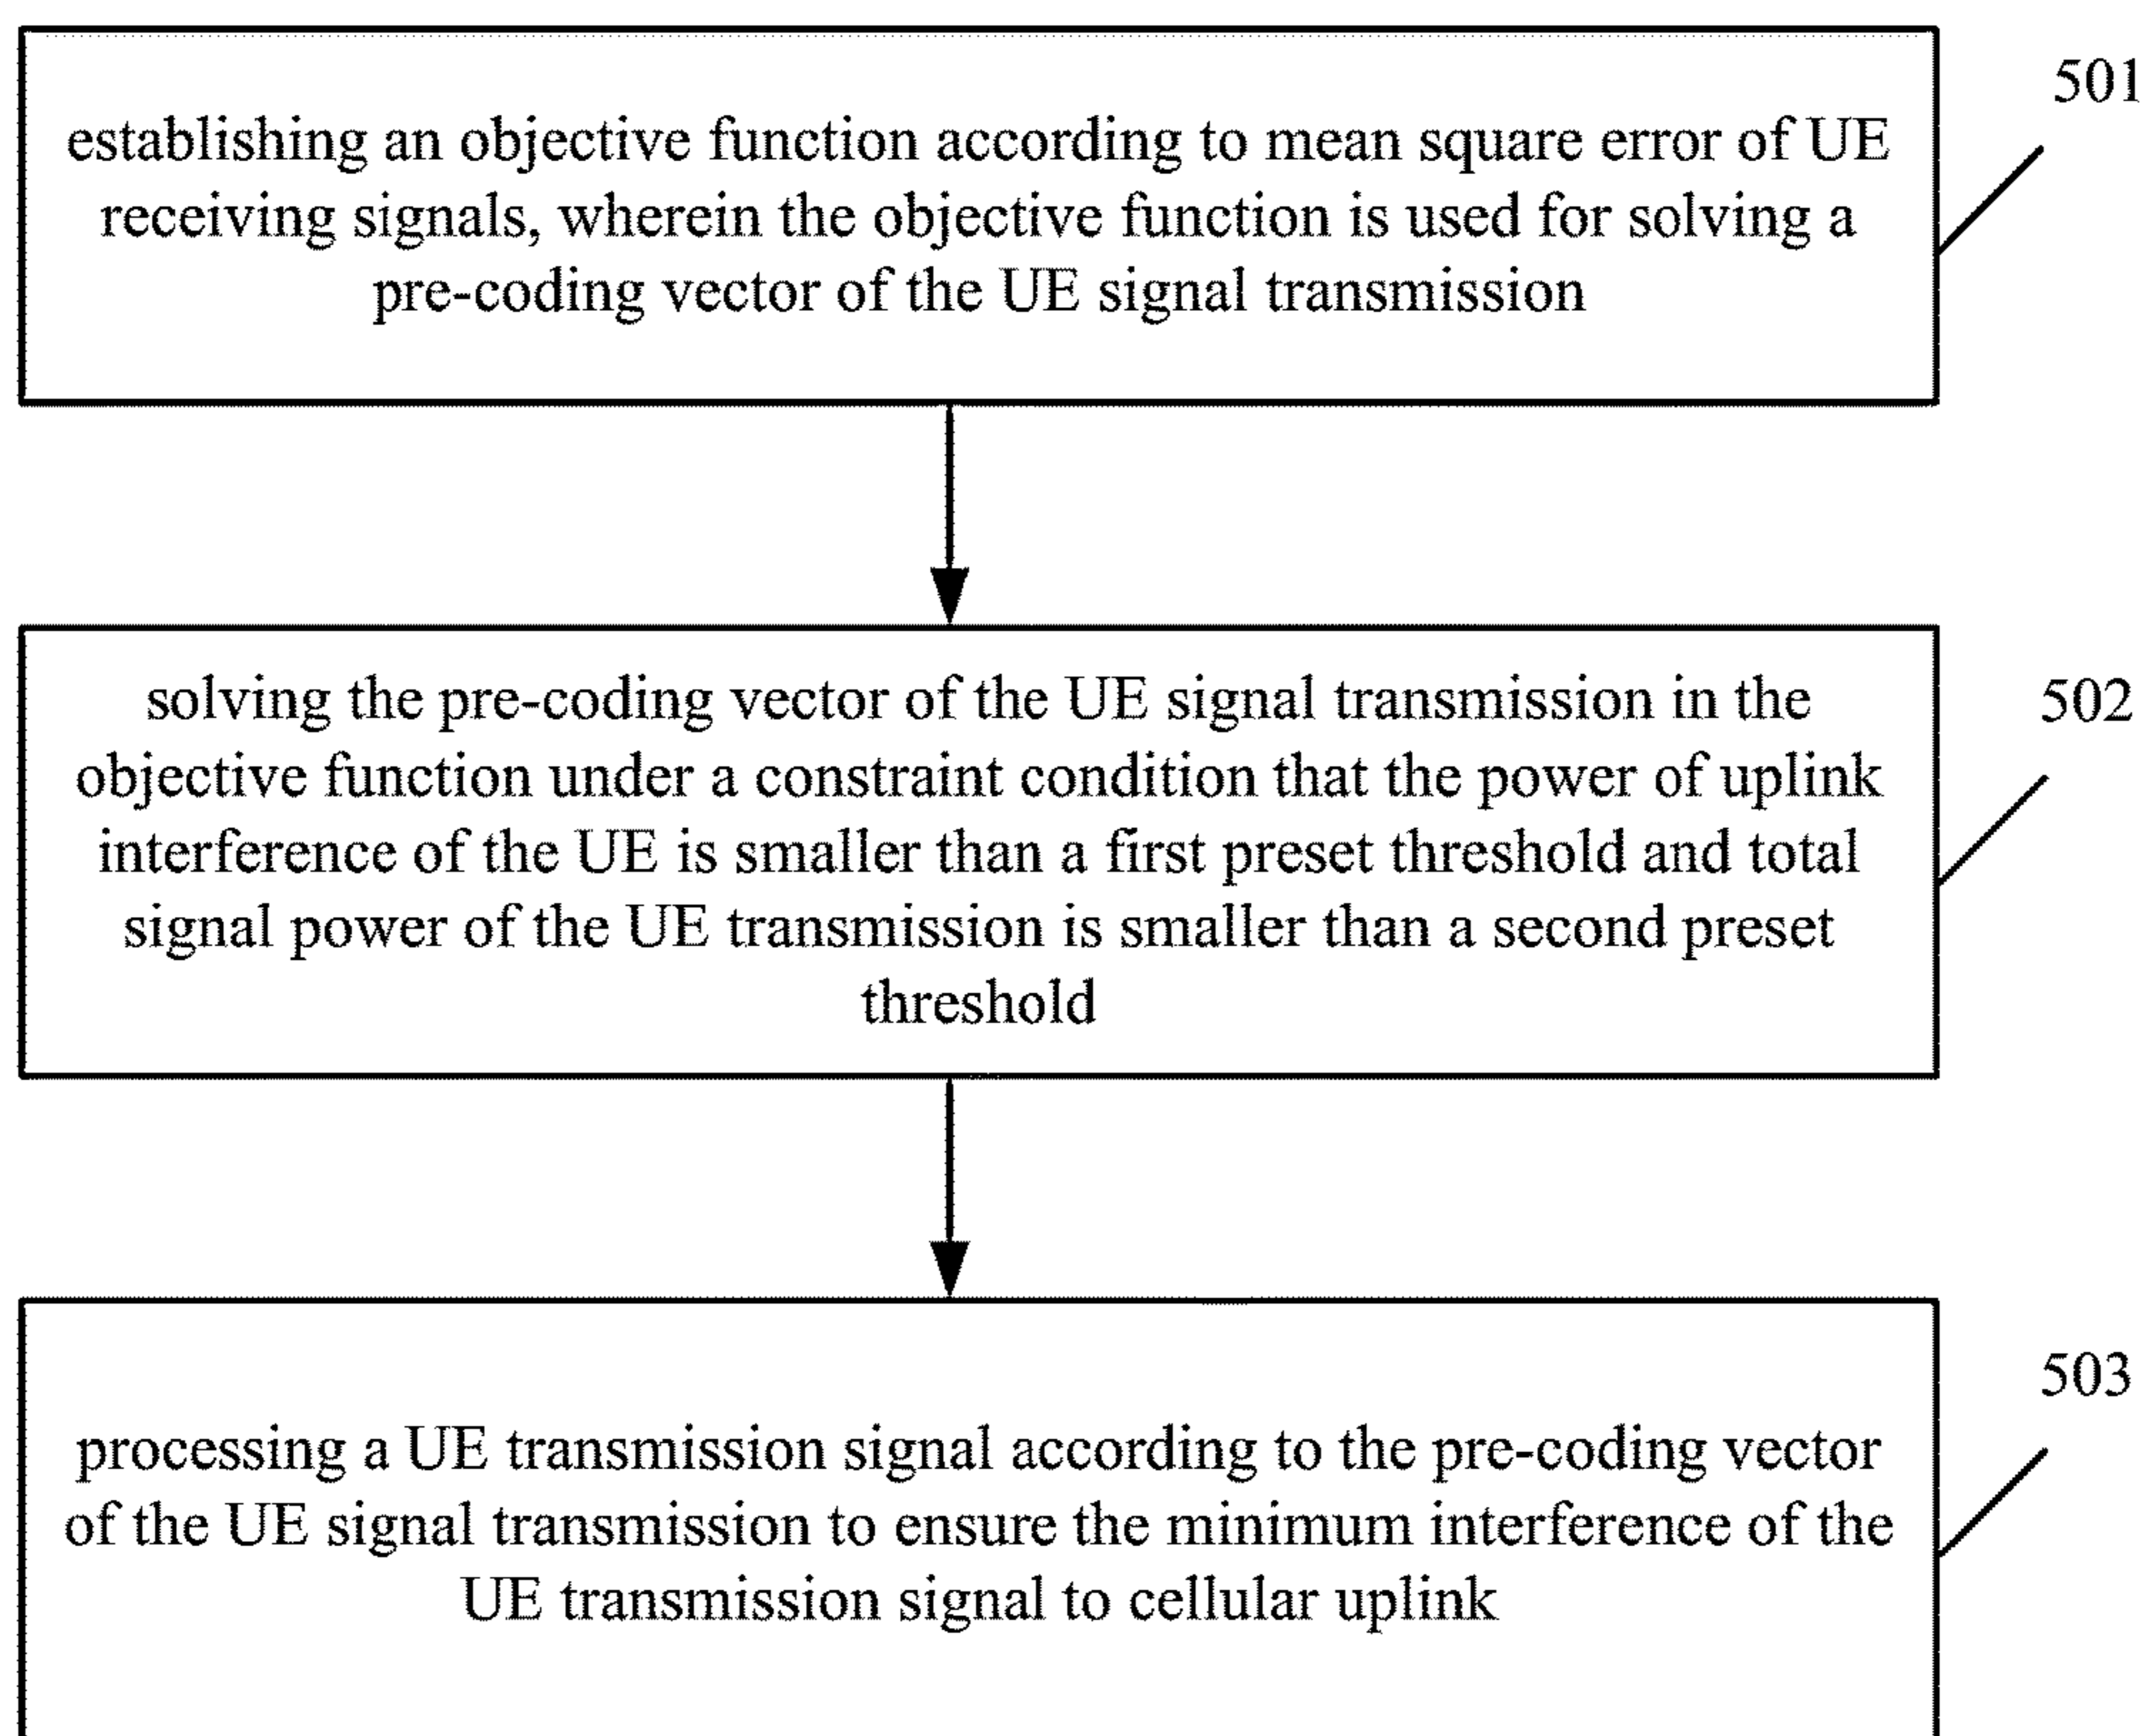 501
establishing an objective function according to mean square error of UE
receiving signals, wherein the objective function is used for solving a
pre-coding vector of the UE signal transmission
502
solving the pre-coding vector of the UE signal transmission in the
objective function under a constraint condition that the power of uplink
interference of the UE is smaller than a first preset threshold and total
signal power of the UE transmission is smaller than a second preset
threshold
503
processing a UE transmission signal according to the pre-coding vector
of the UE signal transmission to ensure the minimum interference of the
UE transmission signal to cellular uplink